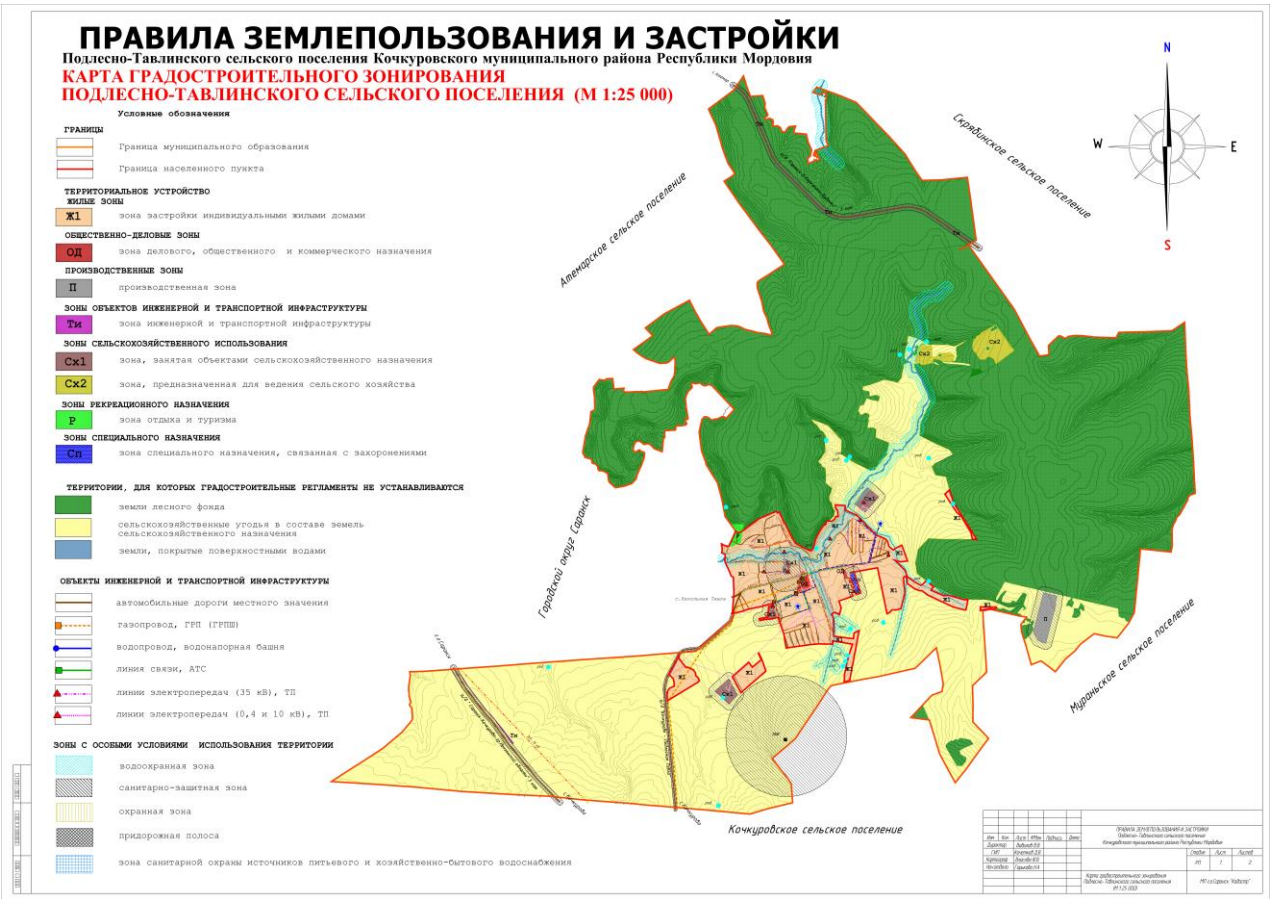 ПРАВИЛА ЗЕМЛЕПОЛЬЗОВАНИЯ И ЗАСТРОЙКИ
Подлесно-Тавлинского сельского поселения Кочкуровского муниципального района Республики Мордовия
КАРТА ГРАДОСТРОИТЕЛЬНОГО ЗОНИРОВАНИЯ
ПОДЛЕСНО-ТАВЛИНСКОГО СЕЛЬСКОГО ПОСЕЛЕНИЯ (М 1:25 000)
Условные обозначения
ГРАНИЦЫ
Граница муниципального образования
Граница населенного пункта
ТЕРРИТОРИАЛЬНОЕ УСТРОЙСТВО
ЖИЛЫЕ ЗОНЫ
Ж1 зона застройки индивидуальными жилыми домами
ОБЩЕСТВЕННО-ДЕЛОВЫЕ ЗОНЫ
ОД зона делового, общественного и коммерческого назначения
ПРОИЗВОДСТВЕННЫЕ ЗОНЫ
П производственная зона
ЗОНЫ ОБЪЕКТОВ ИНЖЕНЕРНОЙ И ТРАНСПОРТНОЙ ИНФРАСТРУКТУРЫ
Ти зона инженерной и транспортной инфраструктуры
ЗОНЫ СЕЛЬСКОХОЗЯЙСТВЕННОГО ИСПОЛЬЗОВАНИЯ
Сх1 зона, занятая объектами сельскохозяйственного назначения
Сх2 зона, предназначенная для ведения сельского хозяйства
ЗОНЫ РЕКРЕАЦИОННОГО НАЗНАЧЕНИЯ
Р зона отдыха и туризма
ЗОНЫ СПЕЦИАЛЬНОГО НАЗНАЧЕНИЯ
Сп зона специального назначения, связанная с захоронениями
ТЕРРИТОРИИ, ДЛЯ КОТОРЫХ ГРАДОСТРОИТЕЛЬНЫЕ РЕГЛАМЕНТЫ НЕ УСТАНАВЛИВАЮТСЯ
земли лесного фонда
сельскохозяйственные угодья в составе земель
сельскохозяйственного назначения
земли, покрытые поверхностными водами
ОБЪЕКТЫ ИНЖЕНЕРНОЙ И ТРАНСПОРТНОЙ ИНФРАСТРУКТУРЫ
автомобильные дороги местного значения
газопровод, ГРП (ГРПШ)
водопровод, водонапорная башня
линия связи, АТС
линии электропередач (35 кВ), ТП
линии электропередач (0,4 и 10 кВ), ТП
ЗОНЫ С ОСОБЫМИ УСЛОВИЯМИ ИСПОЛЬЗОВАНИЯ ТЕРРИТОРИИ
водоохранная зона
санитарно-защитная зона
охранная зона
придорожная полоса
зона санитарной охраны источников питьевого и хозяйственно-бытового водоснабжения
N
W
E
S
Скрябинское сельское поселение
Атемарское сельское поселение
Городской округ Саранск
Мураньское сельское поселение
Кочкуровское сельское поселение
Сх2
Сх2
Сх1
Ж1
Ж1
Ж1
Ж1
П
Сх1
Ти